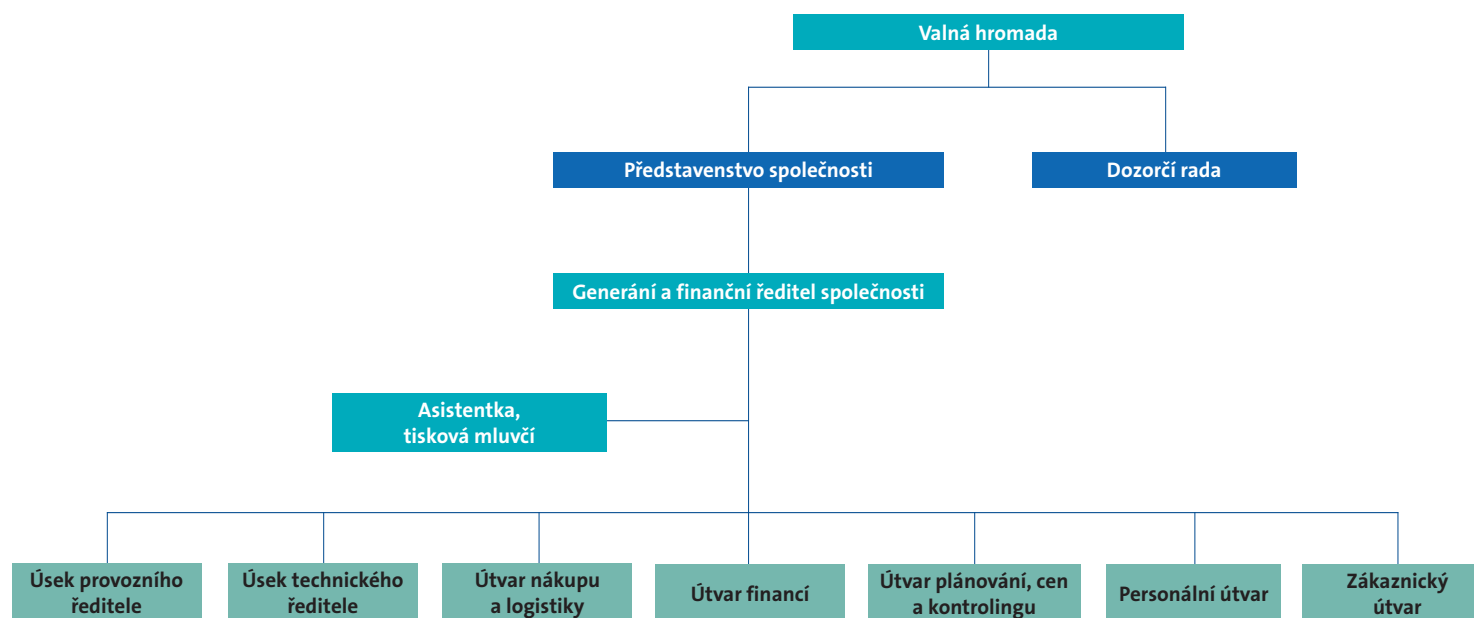 Valná hromada
Představenstvo společnosti
Dozorčí rada
Generání a finanční ředitel společnosti
Asistentka,
tisková mluvčí
Úsek provozního
ředitele
Úsek technického
ředitele
Útvar nákupu
a logistiky
Útvar financí
Útvar plánování, cen
a kontrolingu
Personální útvar
Zákaznický
útvar